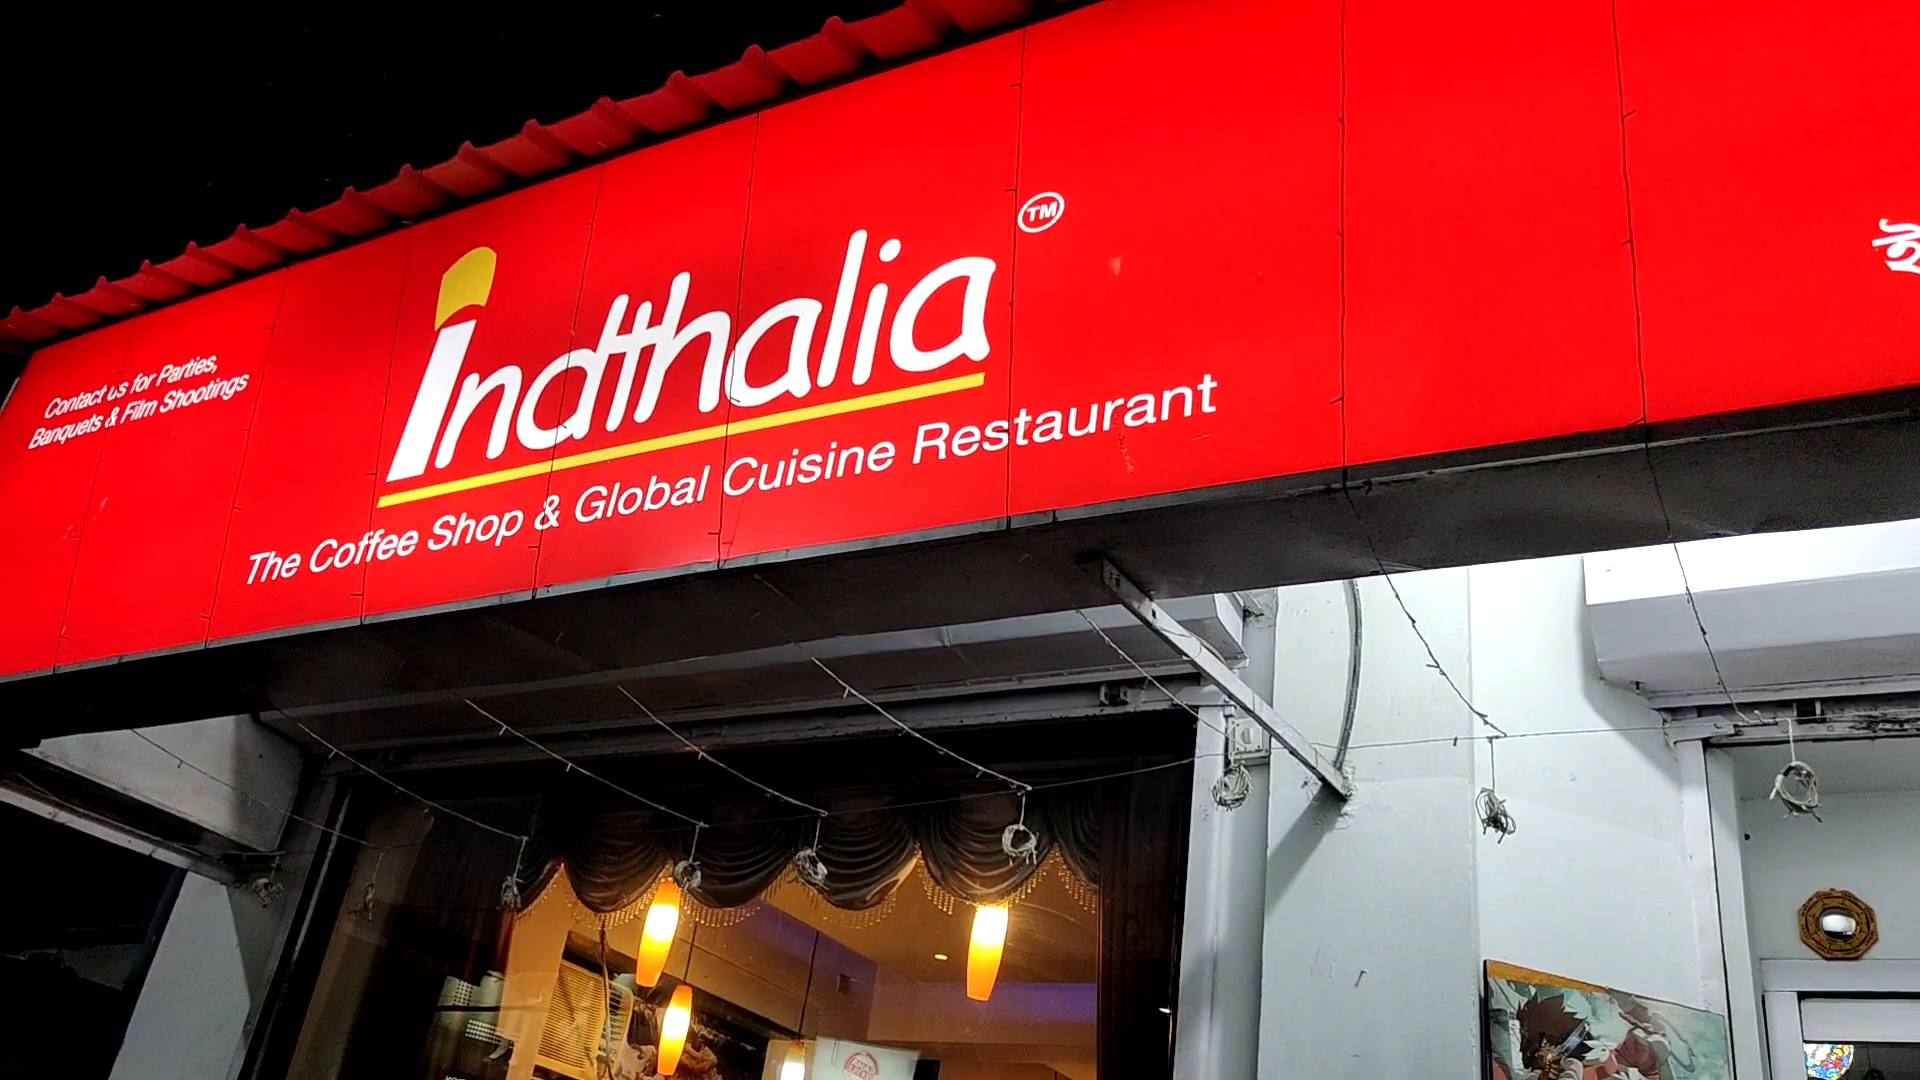 Contact us for Parties,
Banquets & Film Shootings
Indthalia
TM
The Coffee Shop & Global Cuisine Restaurant
ই